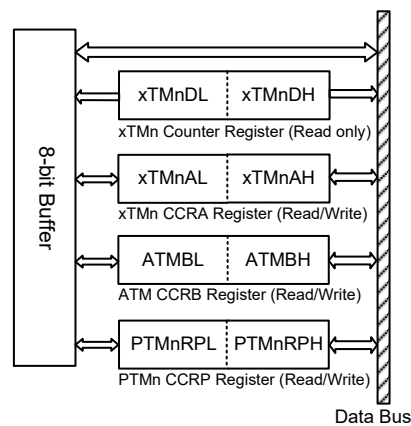 8-bit Buffer
xTMnDL xTMnDH
xTMn Counter Register (Read only)
xTMnAL xTMnAH
xTMn CCRA Register (Read/Write)
ATMBL ATMBH
ATM CCRB Register (Read/Write)
PTMnRPL PTMnRPH
PTMn CCRP Register (Read/Write)
Data Bus